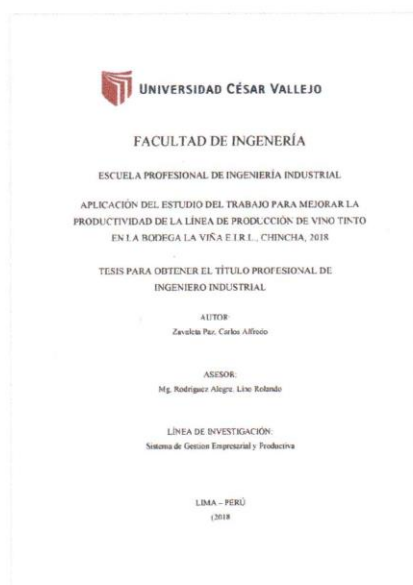 UNIVERSIDAD CÉSAR VALLEJO
FACULTAD DE INGENERÍA
ESCUELA PROFESIONAL DE INGENIERÍA INDUSTRIAL
APLICACIÓN DEL ESTUDIO DEL TRABAJO PARA MEJORAR LA
PRODUCTIVIDAD DE LA LÍNEA DE PRODUCCIÓN DE VINO TINTO
EN LA BODEGA LA VIÑA E.I.R.L., CHINCHA, 2018
TESIS PARA OBTENER EL TÍTULO PROFESIONAL DE
INGENIERO INDUSTRIAL
AUTOR:
Zavaleta Paz, Carlos Alfredo
ASESOR:
Mg. Rodriguez Alegre, Lino Rolando
LÍNEA DE INVESTIGACIÓN:
Sistema de Gestion Empresarial y Productiva
LIMA – PERÚ
(2018